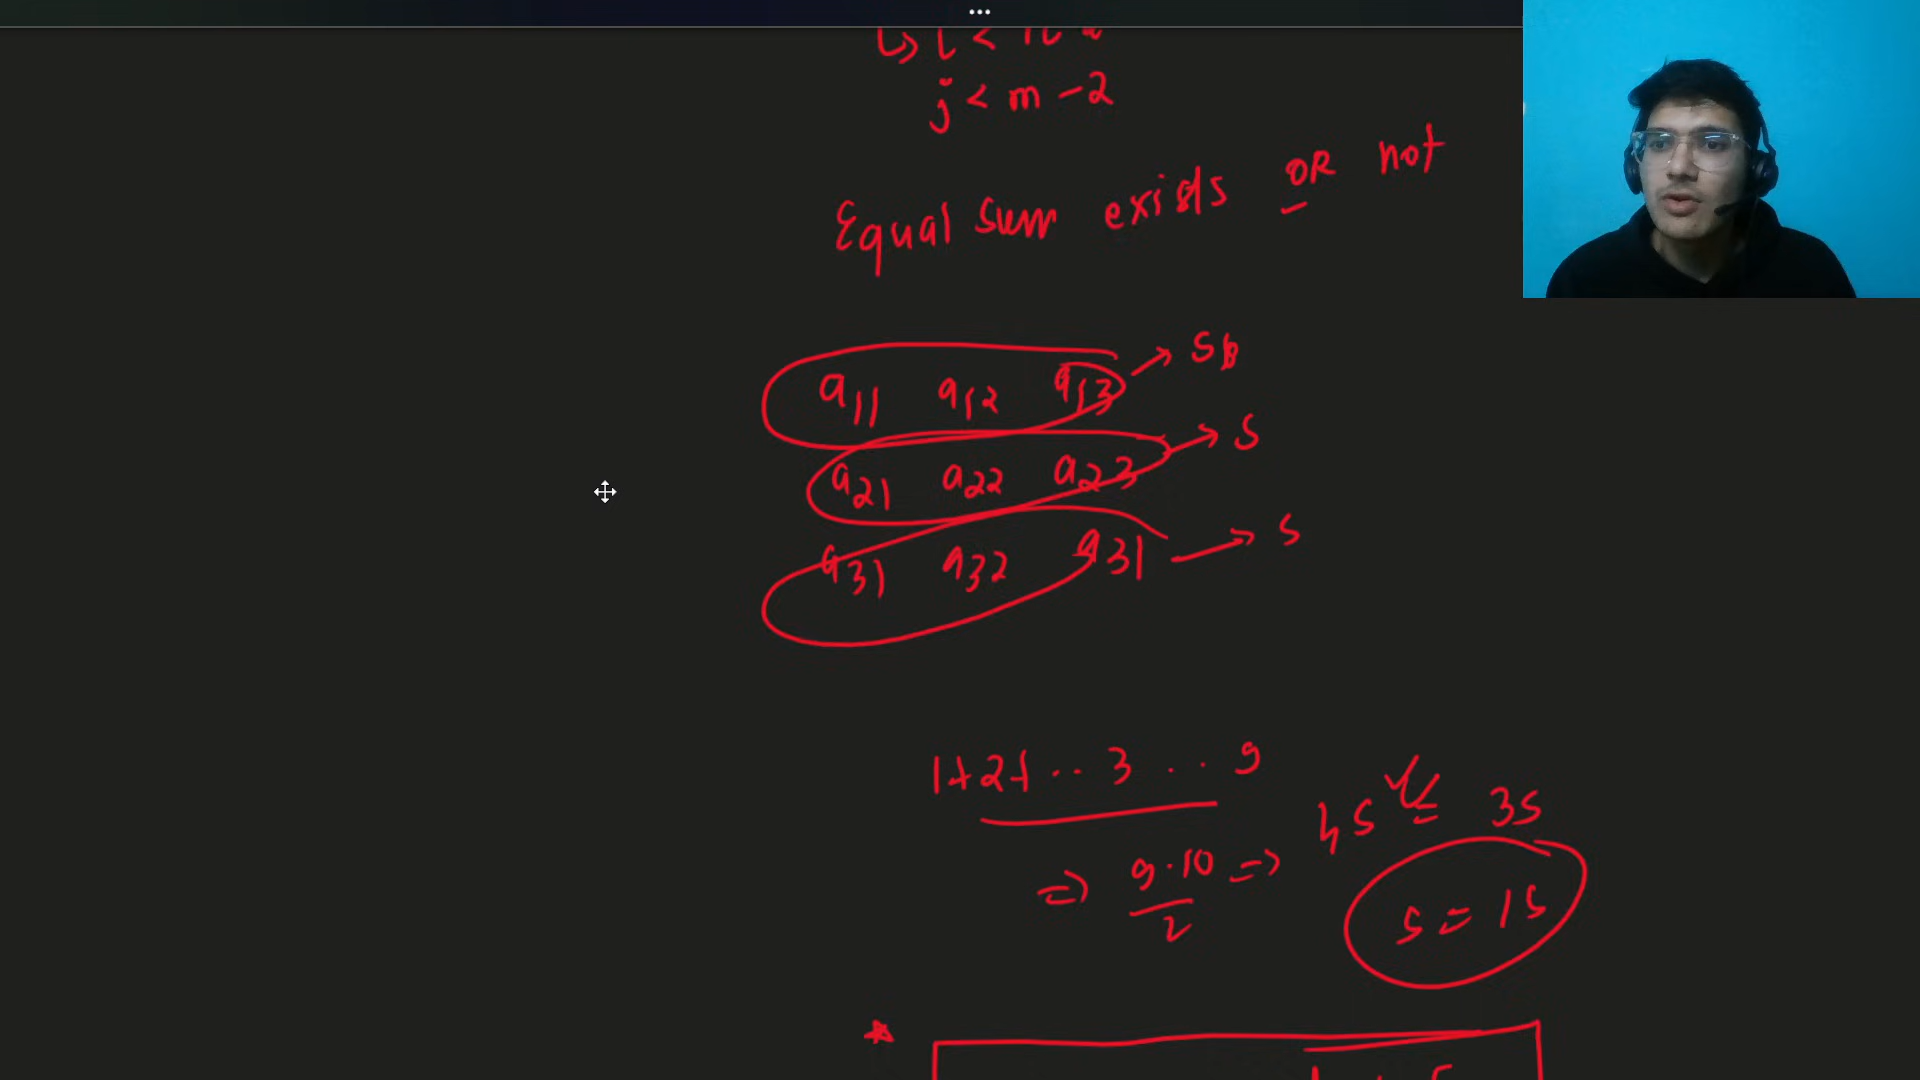 j < m - 2
Equal sum exists OR not
a11 a12 a13 → S
a21 a22 a23 → S
a31 a32 a31 → S
1+2+ .. 3 .. 9
=> 9·10/2 => 45 = 3S
S = 15